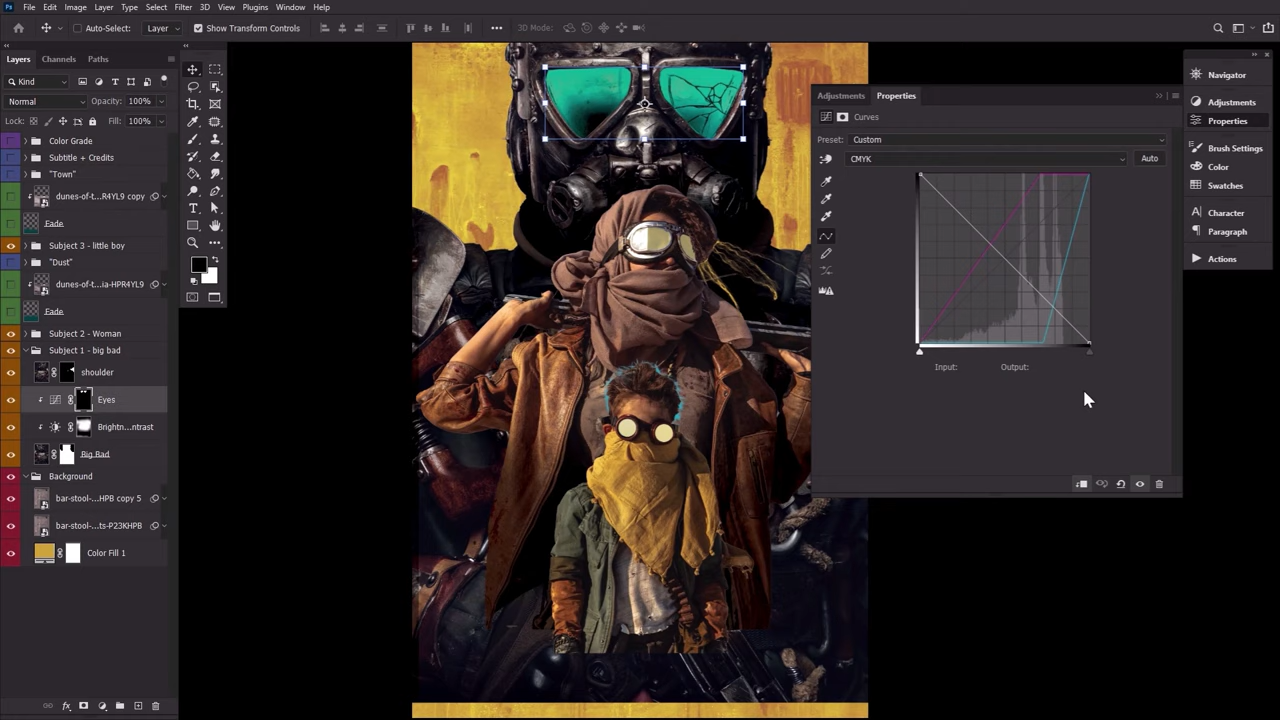 Ps File Edit Image Layer Type Select Filter 3D View Plugins Window Help
Auto-Select: Layer Show Transform Controls 3D Mode:
Layers Channels Paths
Kind
Normal Opacity: 100%
Lock: Fill: 100%
Color Grade
Subtitle + Credits
"Town"
dunes-of-t...R4YL9 copy
Fade
Subject 3 - little boy
"Dust"
dunes-of-t...ia-HPR4YL9
Fade
Subject 2 - Woman
Subject 1 - big bad
shoulder
Eyes
Brightn...ntrast
Big Bad
Background
bar-stool-...HPB copy 5
bar-stool-...ts-P23KHPB
Color Fill 1
fx
Adjustments Properties
Curves
Preset: Custom
CMYK Auto
Input: Output:
Navigator
Adjustments
Properties
Brush Settings
Color
Swatches
Character
Paragraph
Actions